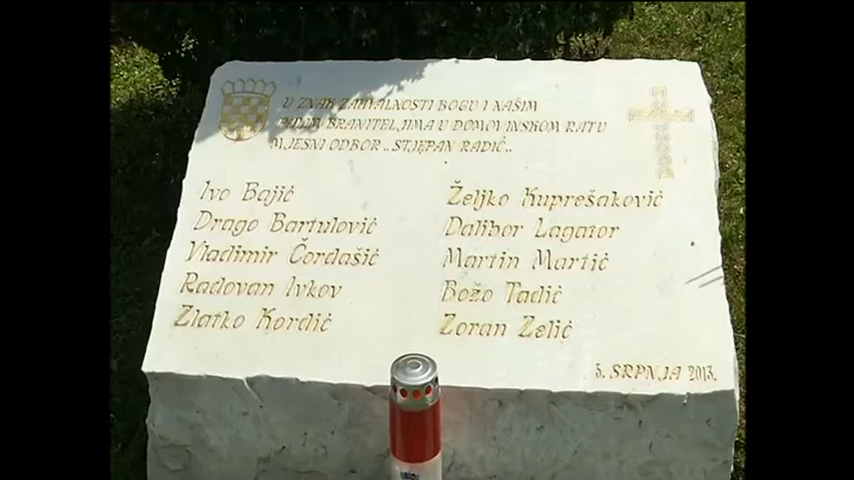 U ZNAK ZAHVALNOSTI BOGU I NAŠIM
PALIM BRANITELJIMA U DOMOVINSKOM RATU
MJESNI ODBOR ,,STJEPAN RADIĆ,,
Ivo Bajić
Drago Bartulović
Vladimir Čordašić
Radovan Ivkov
Zlatko Kordić
Željko Kuprešaković
Dalibor Lagator
Martin Matić
Božo Tadić
Zoran Zelić
5. SRPNJA 2013.